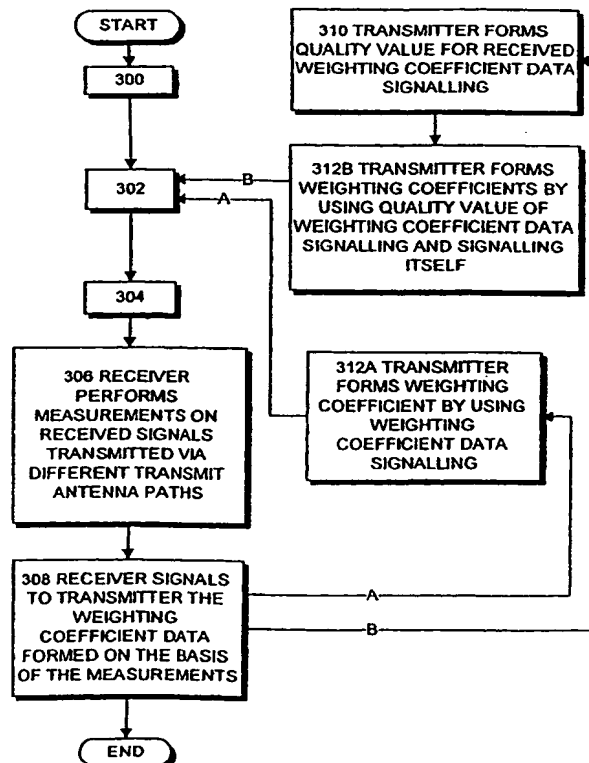 START
300
302
304
306 RECEIVER
PERFORMS
MEASUREMENTS ON
RECEIVED SIGNALS
TRANSMITTED VIA
DIFFERENT TRANSMIT
ANTENNA PATHS
308 RECEIVER SIGNALS
TO TRANSMITTER THE
WEIGHTING
COEFFICIENT DATA
FORMED ON THE BASIS
OF THE MEASUREMENTS
END
310 TRANSMITTER FORMS
QUALITY VALUE FOR RECEIVED
WEIGHTING COEFFICIENT DATA
SIGNALLING
312B TRANSMITTER FORMS
WEIGHTING COEFFICIENTS BY
USING QUALITY VALUE OF
WEIGHTING COEFFICIENT DATA
SIGNALLING AND SIGNALLING
ITSELF
B
A
312A TRANSMITTER
FORMS WEIGHTING
COEFFICIENT BY USING
WEIGHTING
COEFFICIENT DATA
SIGNALLING
A
B